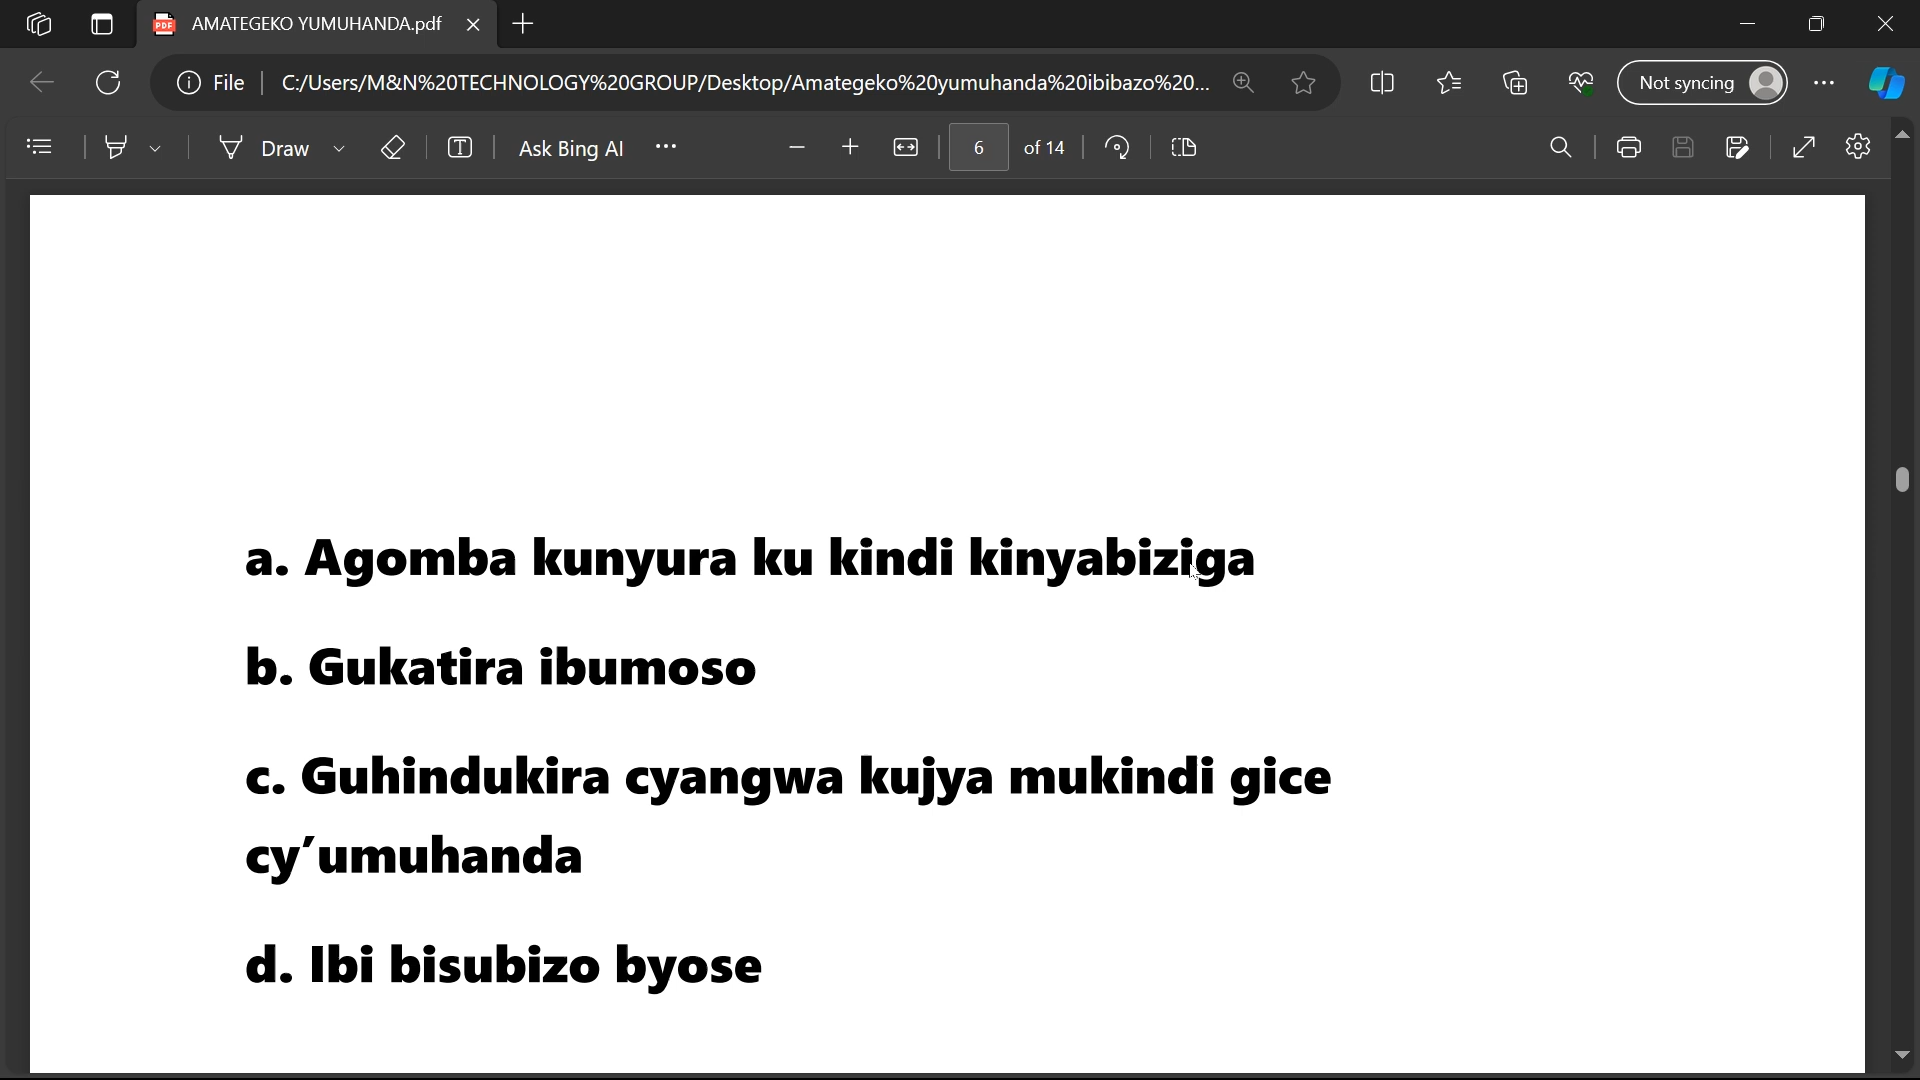 AMATEGEKO YUMUHANDA.pdf
File
C:/Users/M&N%20TECHNOLOGY%20GROUP/Desktop/Amategeko%20yumuhanda%20ibibazo%20...
Not syncing
Draw
Ask Bing AI
6 of 14
a. Agomba kunyura ku kindi kinyabiziga
b. Gukatira ibumoso
c. Guhindukira cyangwa kujya mukindi gice
cy’umuhanda
d. Ibi bisubizo byose